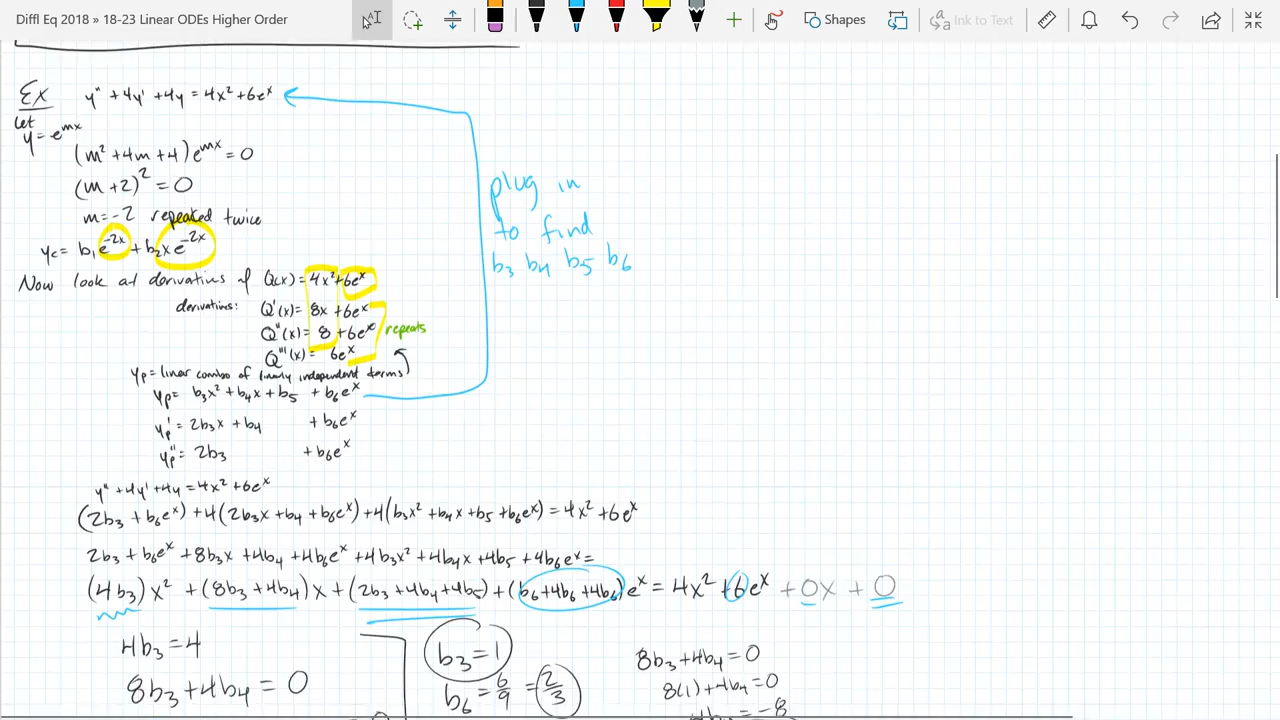 Diffl Eq 2018 » 18-23 Linear ODEs Higher Order
Shapes
Ink to Text
Ex y" + 4y' + 4y = 4x² + 6eˣ
Let
y = e^mx
(m² + 4m + 4) e^mx = 0
(m + 2)² = 0
m = -2 repeated twice
yc = b₁e^-2x + b₂xe^-2x
plug in
to find
b₃ b₄ b₅ b₆
Now look at derivatives of Q(x) = 4x² + 6eˣ
derivatives: Q'(x) = 8x + 6eˣ
Q"(x) = 8 + 6eˣ repeats
Q'''(x) = 6eˣ
yp = linear combo of linearly independent terms
yp = b₃x² + b₄x + b₅ + b₆eˣ
yp' = 2b₃x + b₄ + b₆eˣ
yp" = 2b₃ + b₆eˣ
y" + 4y' + 4y = 4x² + 6eˣ
(2b₃ + b₆eˣ) + 4(2b₃x + b₄ + b₆eˣ) + 4(b₃x² + b₄x + b₅ + b₆eˣ) = 4x² + 6eˣ
2b₃ + b₆eˣ + 8b₃x + 4b₄ + 4b₆eˣ + 4b₃x² + 4b₄x + 4b₅ + 4b₆eˣ =
(4b₃)x² + (8b₃ + 4b₄)x + (2b₃ + 4b₄ + 4b₅) + (b₆ + 4b₆ + 4b₆)eˣ = 4x² + 6eˣ + 0x + 0
4b₃ = 4
8b₃ + 4b₄ = 0
b₃ = 1
b₆ = 6/9 = 2/3
8b₃ + 4b₄ = 0
8(1) + 4b₄ = 0
4b₄ = -8